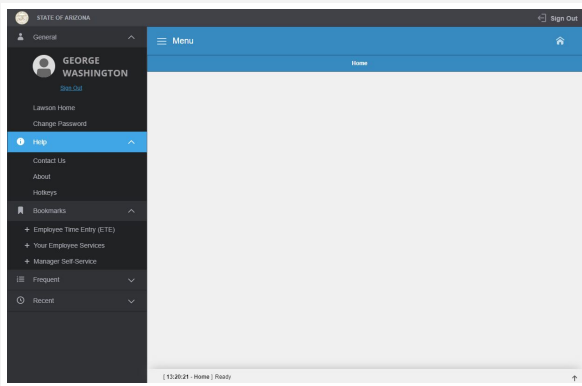 STATE OF ARIZONA
Sign Out
General
GEORGE
WASHINGTON
Sign Out
Lawson Home
Change Password
Help
Contact Us
About
Hotkeys
Bookmarks
+ Employee Time Entry (ETE)
+ Your Employee Services
+ Manager Self-Service
Frequent
Recent
Menu
Home
[ 13:20:21 - Home ] Ready